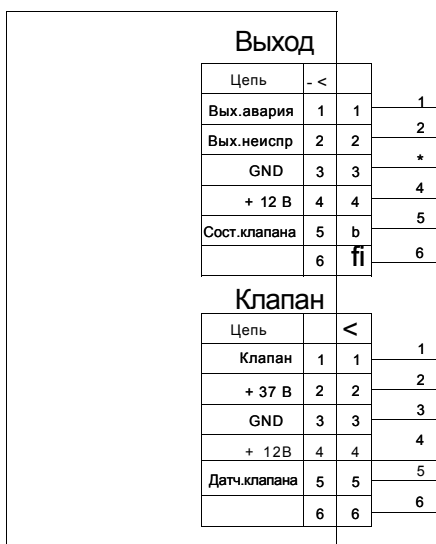 Выход
Цепь - <
Вых.авария 1 1 1
Вых.неиспр 2 2 2
GND 3 3 *
+ 12 В 4 4 4
Сост.клапана 5 b 5
6 fi 6
Клапан
Цепь <
Клапан 1 1 1
+ 37 В 2 2 2
GND 3 3 3
+ 12В 4 4 4
Датч.клапана 5 5 5
6 6 6